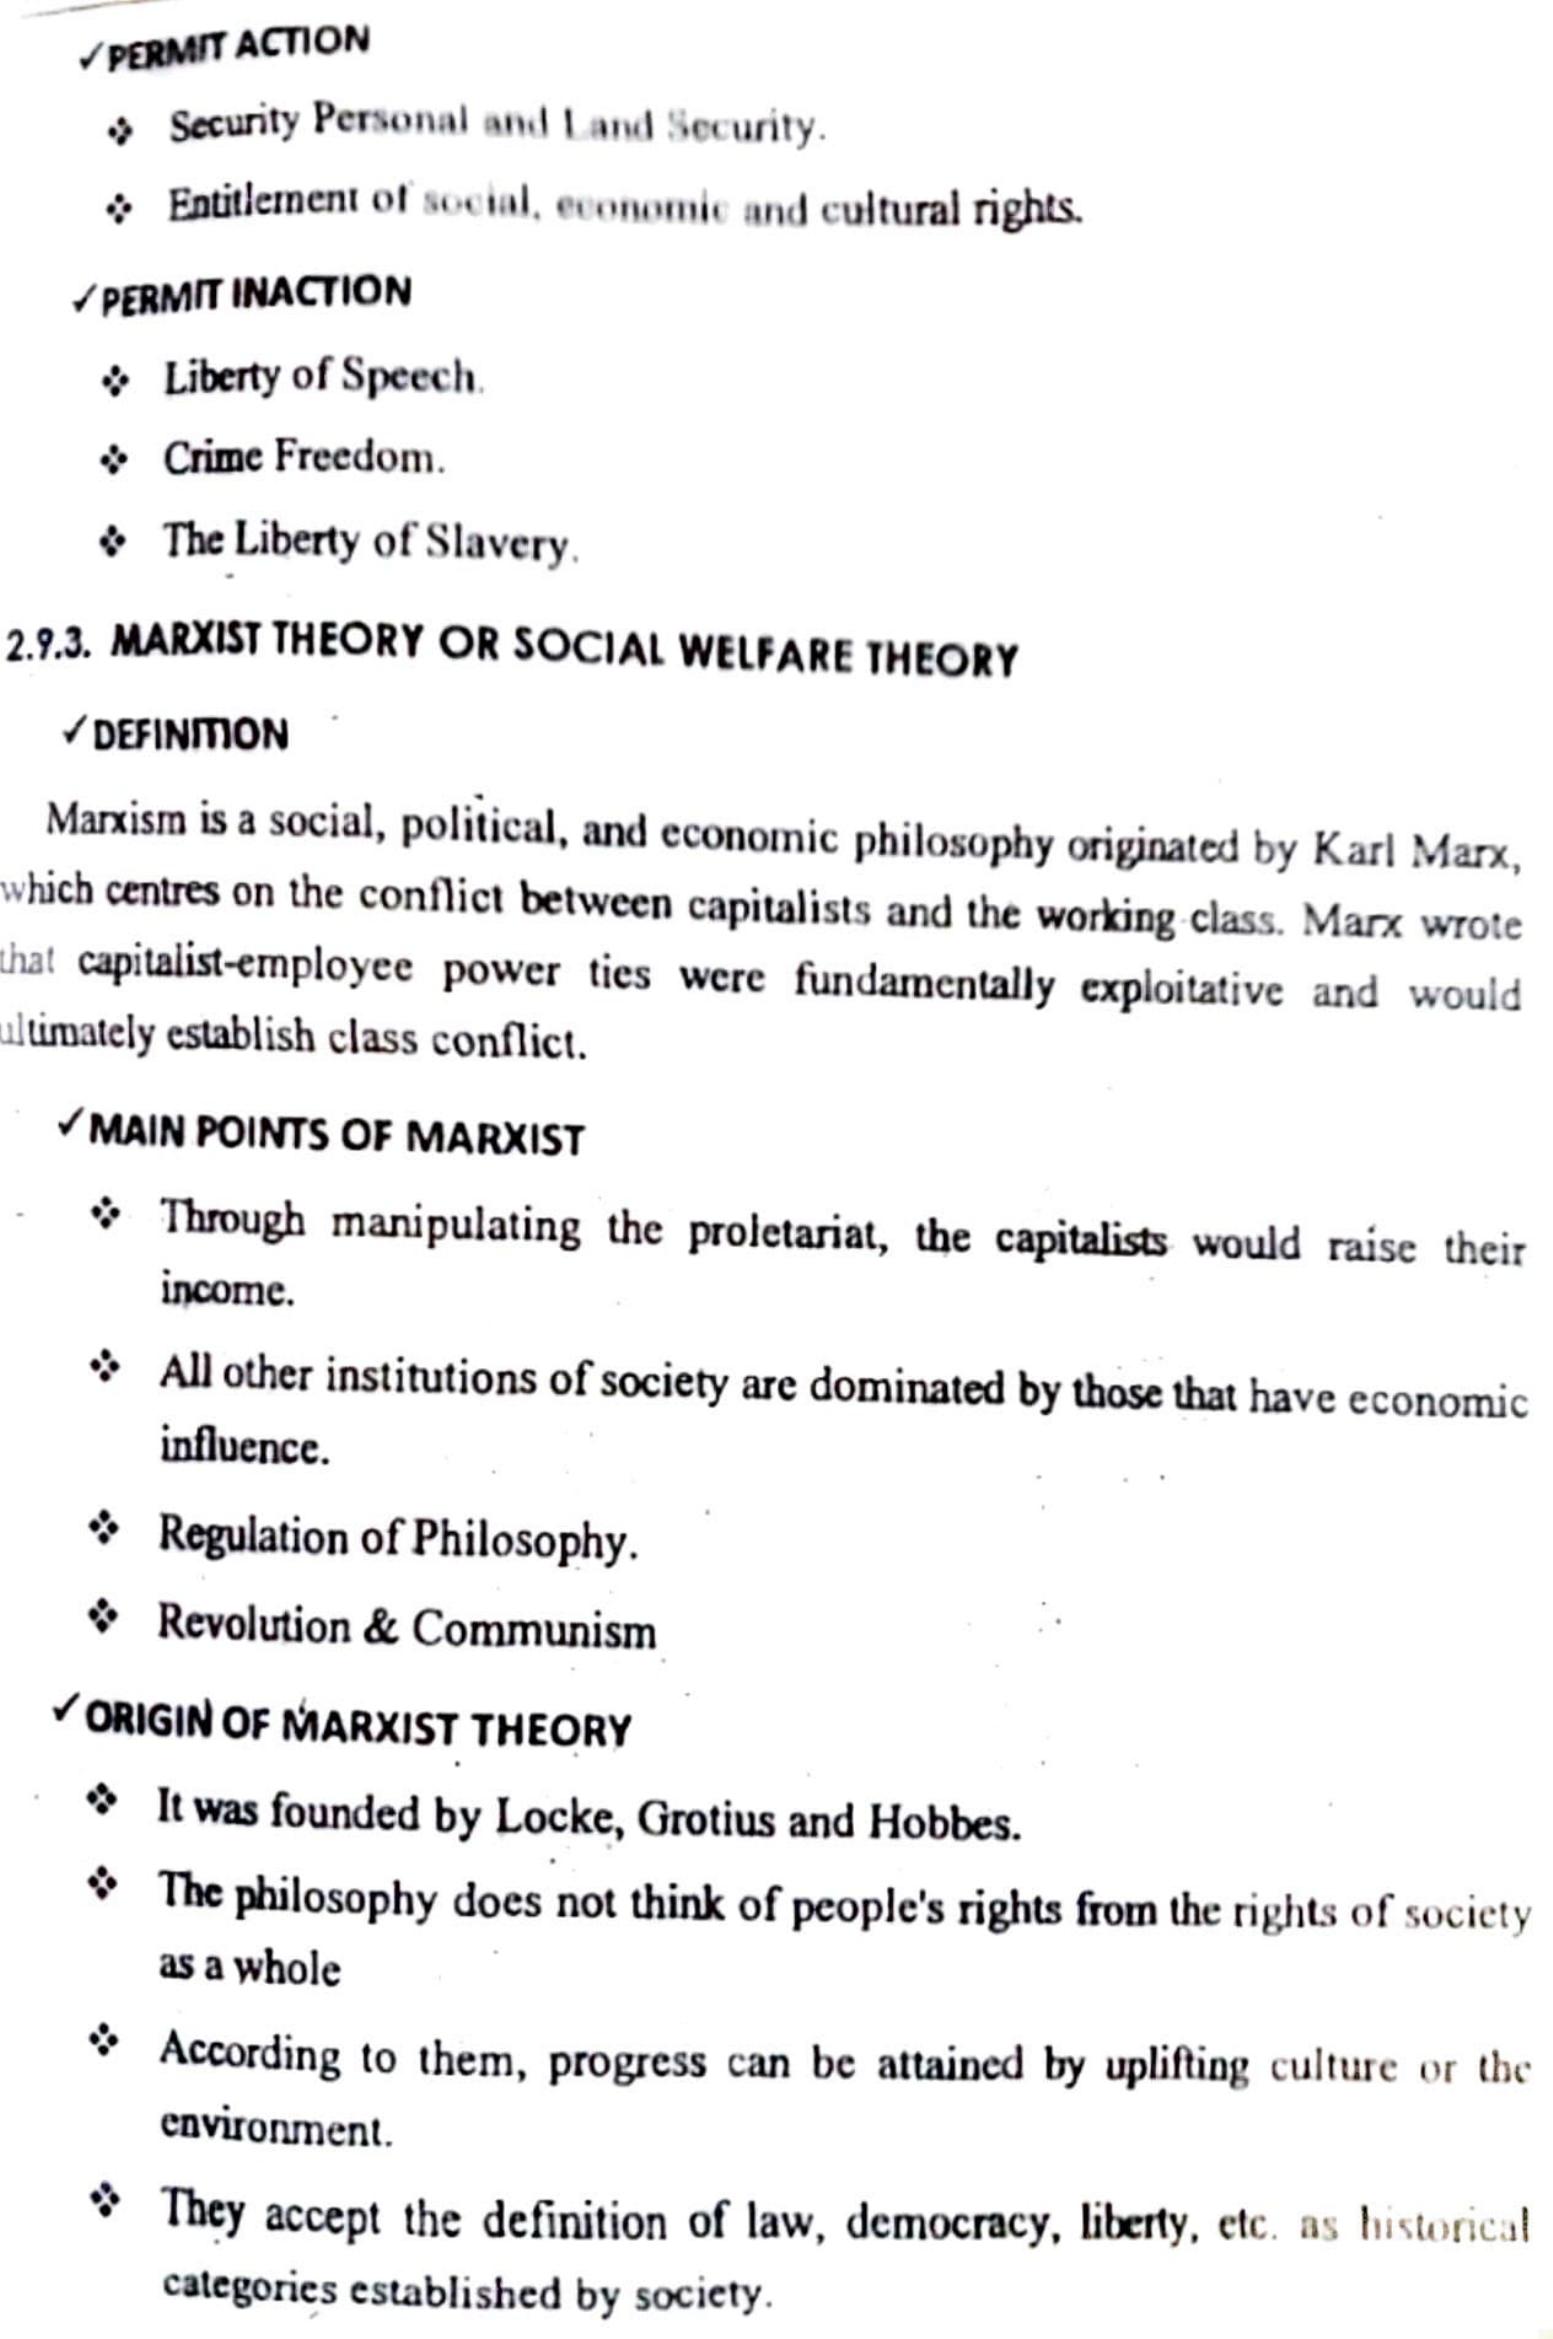 ✓PERMIT ACTION
❖ Security Personal and Land Security.
❖ Entitlement of social, economic and cultural rights.
✓PERMIT INACTION
❖ Liberty of Speech.
❖ Crime Freedom.
❖ The Liberty of Slavery.
2.9.3. MARXIST THEORY OR SOCIAL WELFARE THEORY
✓DEFINITION
Marxism is a social, political, and economic philosophy originated by Karl Marx,
which centres on the conflict between capitalists and the working class. Marx wrote
that capitalist-employee power ties were fundamentally exploitative and would
ultimately establish class conflict.
✓MAIN POINTS OF MARXIST
❖ Through manipulating the proletariat, the capitalists would raise their
income.
❖ All other institutions of society are dominated by those that have economic
influence.
❖ Regulation of Philosophy.
❖ Revolution & Communism
✓ORIGIN OF MARXIST THEORY
❖ It was founded by Locke, Grotius and Hobbes.
❖ The philosophy does not think of people's rights from the rights of society
as a whole
❖ According to them, progress can be attained by uplifting culture or the
environment.
❖ They accept the definition of law, democracy, liberty, etc. as historical
categories established by society.